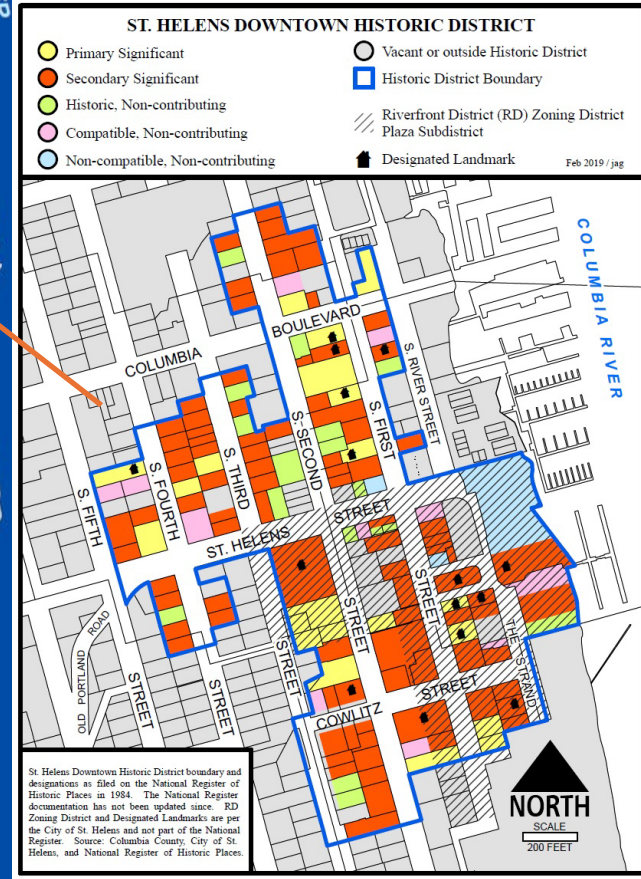 ST. HELENS DOWNTOWN HISTORIC DISTRICT
Primary Significant
Secondary Significant
Historic, Non-contributing
Compatible, Non-contributing
Non-compatible, Non-contributing
Vacant or outside Historic District
Historic District Boundary
Riverfront District (RD) Zoning District
Plaza Subdistrict
Designated Landmark
Feb 2019 / jag
COLUMBIA RIVER
COLUMBIA
BOULEVARD
S. RIVER STREET
S. FIFTH
S. FOURTH
S. THIRD
S. SECOND
S. FIRST
ST. HELENS
STREET
STREET
STREET
STREET
STREET
STREET
OLD PORTLAND
ROAD
COWLITZ
STREET
THE STRAND
St. Helens Downtown Historic District boundary and
designations as filed on the National Register of
Historic Places in 1984. The National Register
documentation has not been updated since. RD
Zoning District and Designated Landmarks are per
the City of St. Helens and not part of the National
Register. Source: Columbia County, City of St.
Helens, and National Register of Historic Places.
NORTH
SCALE
200 FEET